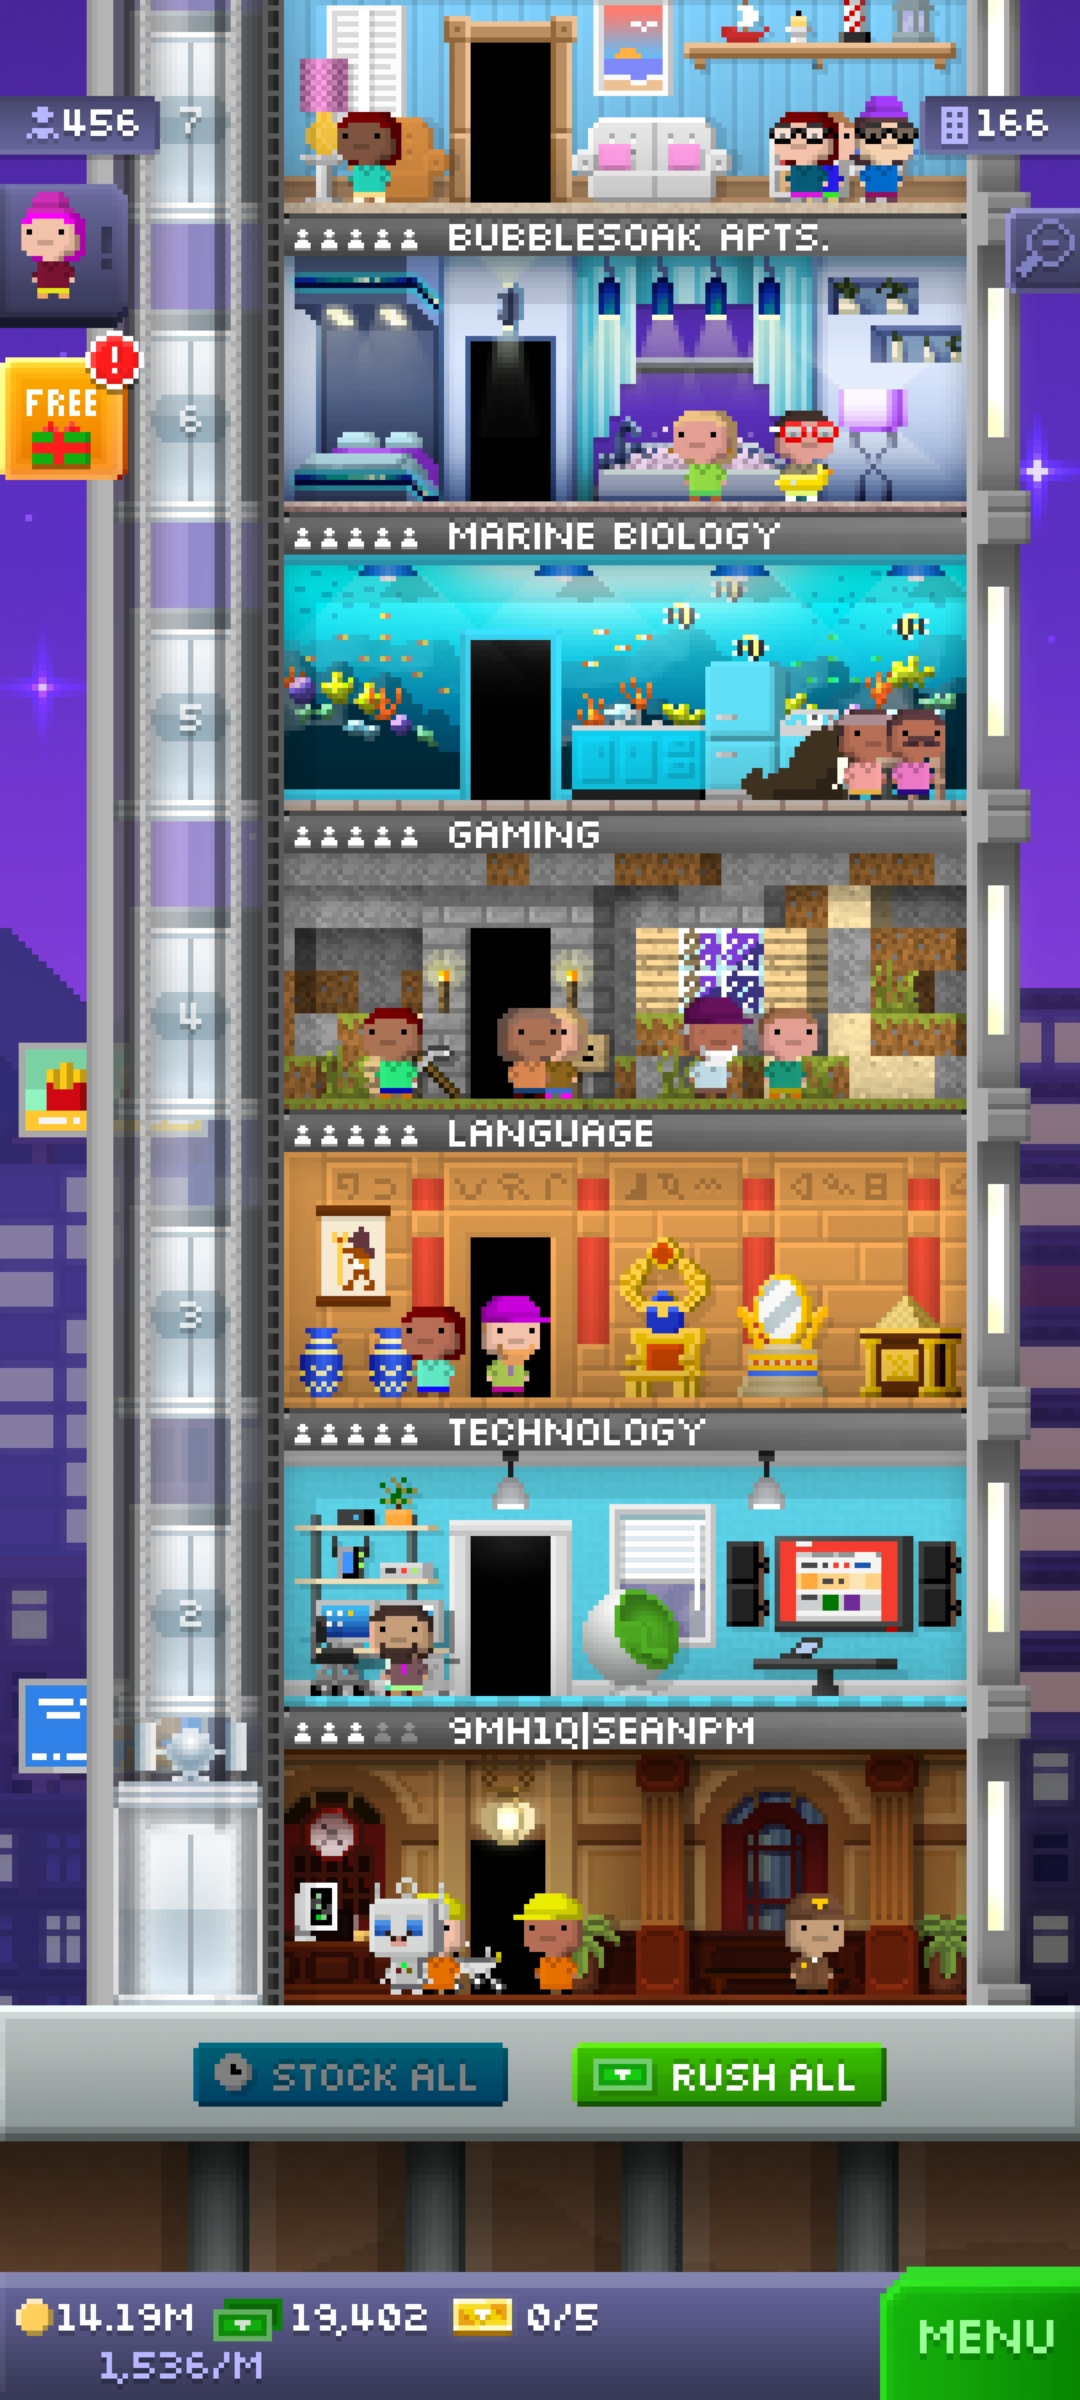 456
7
166
BUBBLESOAK APTS.
FREE
!
6
MARINE BIOLOGY
5
GAMING
4
LANGUAGE
3
TECHNOLOGY
2
9MH1Q|SEANPM
STOCK ALL
RUSH ALL
14.19M
19,402
0/5
1,536/M
MENU